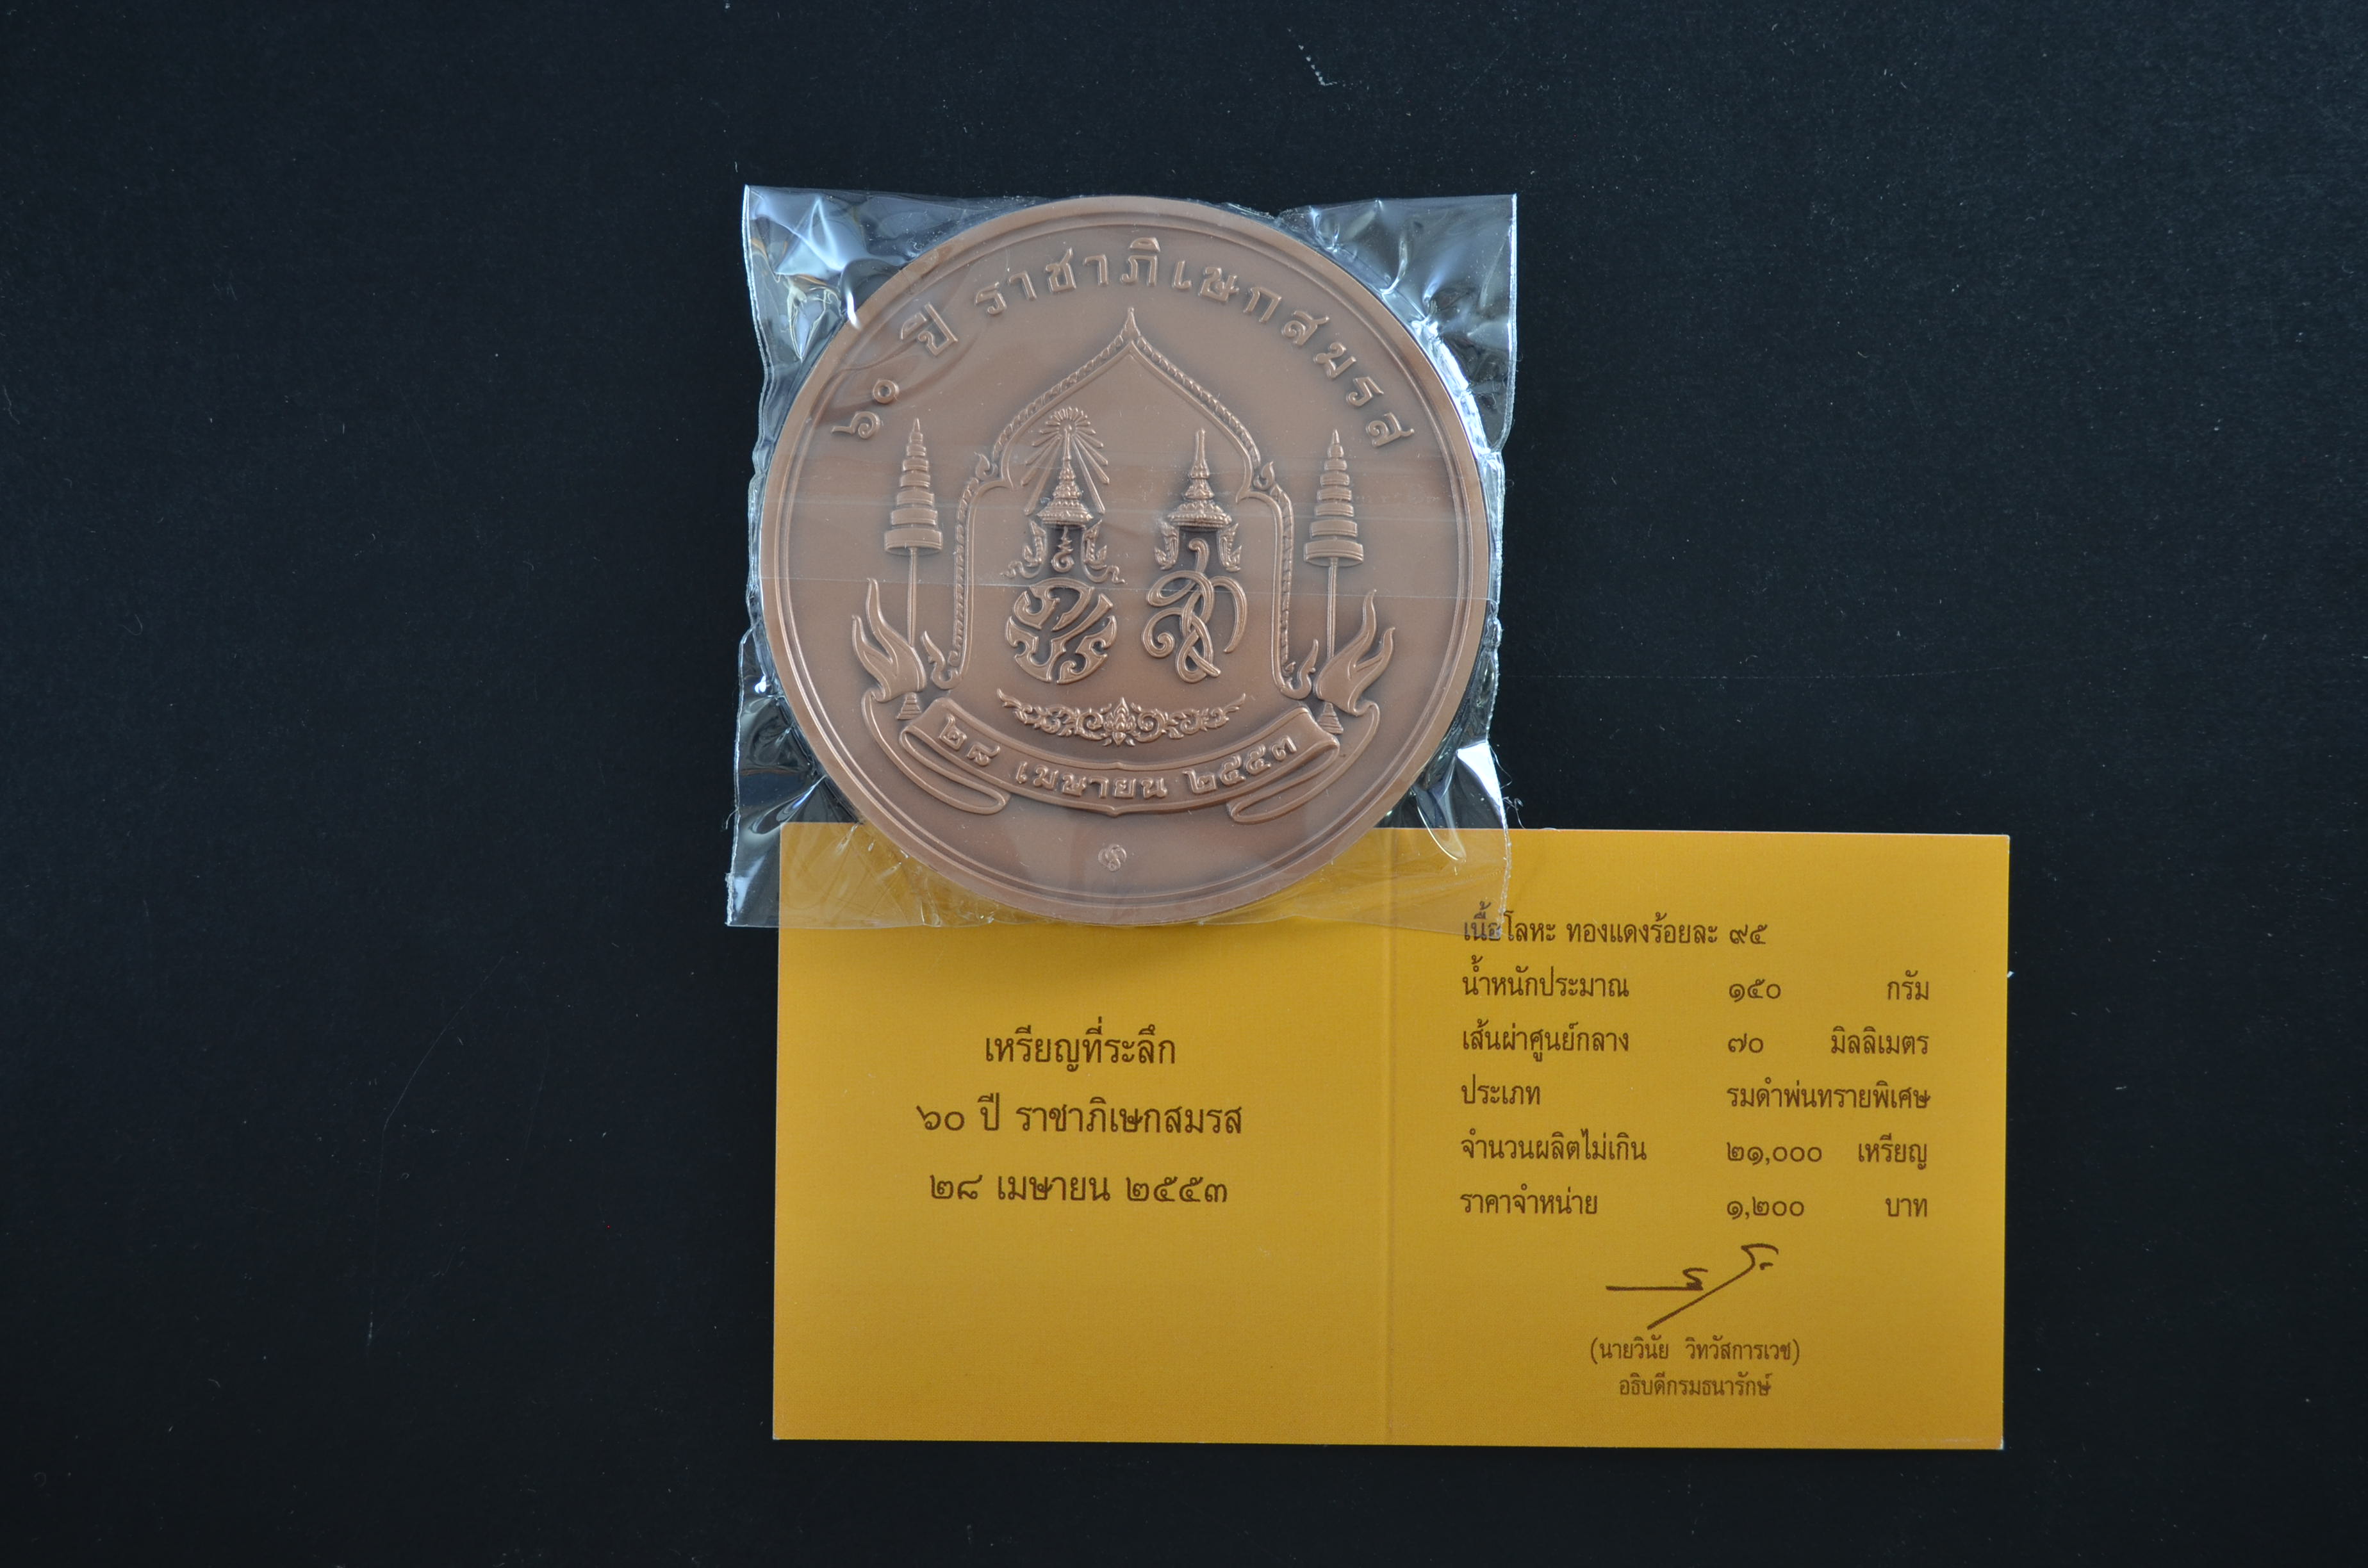 ๖๐ ปี ราชาภิเษกสมรส
๒๘ เมษายน ๒๕๕๓
เหรียญที่ระลึก
๖๐ ปี ราชาภิเษกสมรส
๒๘ เมษายน ๒๕๕๓
เนื้อโลหะ ทองแดงร้อยละ ๙๕
น้ำหนักประมาณ ๑๕๐ กรัม
เส้นผ่าศูนย์กลาง ๗๐ มิลลิเมตร
ประเภท รมดำพ่นทรายพิเศษ
จำนวนผลิตไม่เกิน ๒๑,๐๐๐ เหรียญ
ราคาจำหน่าย ๑,๒๐๐ บาท
(นายวินัย วิทวัสการเวช)
อธิบดีกรมธนารักษ์